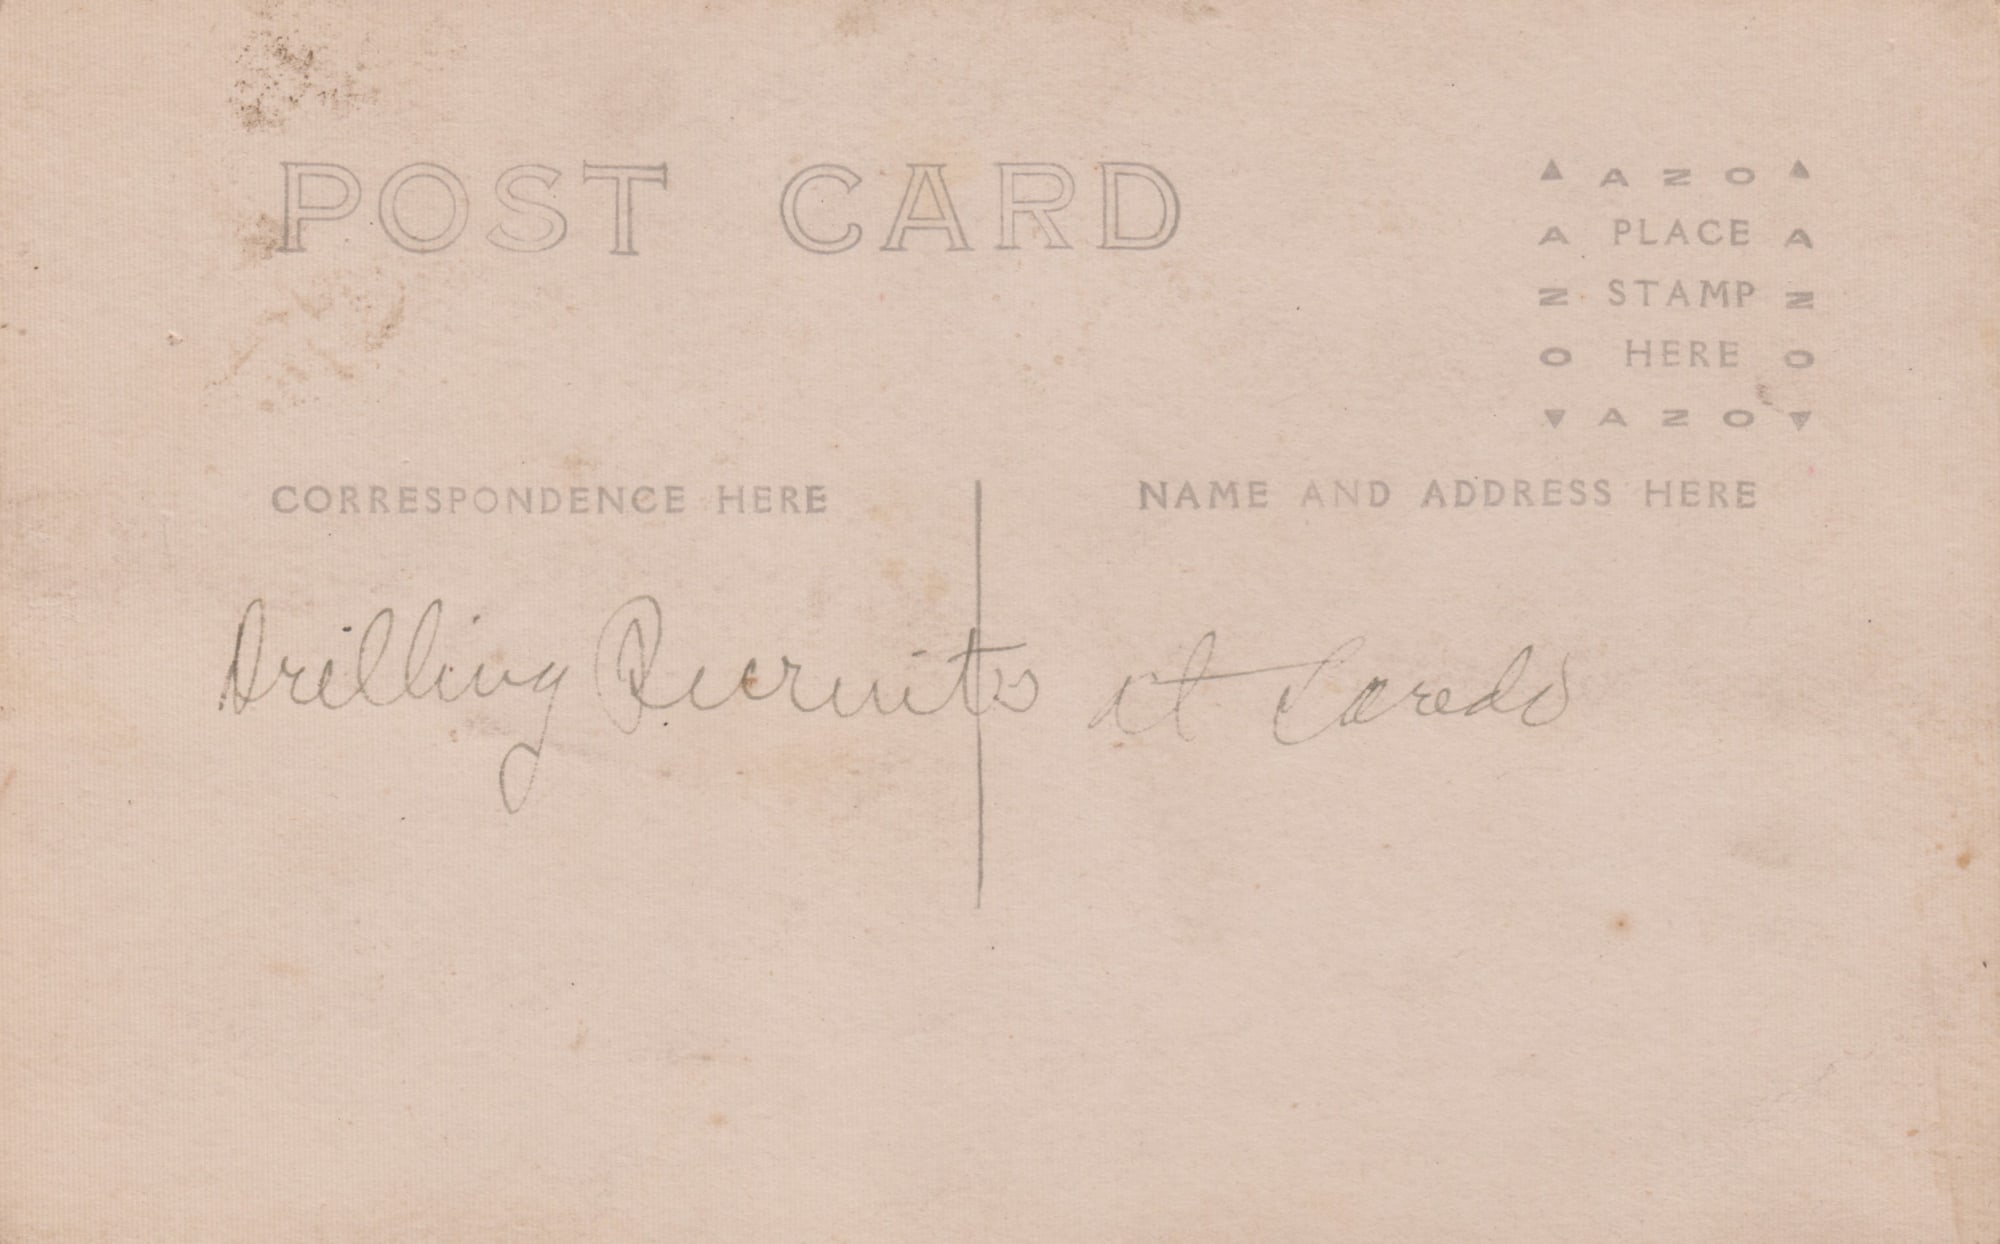 POST CARD
▲ AZO ▲
A PLACE A
N STAMP N
O HERE O
▼ AZO ▼
CORRESPONDENCE HERE
NAME AND ADDRESS HERE
Drilling Recruits at Laredo